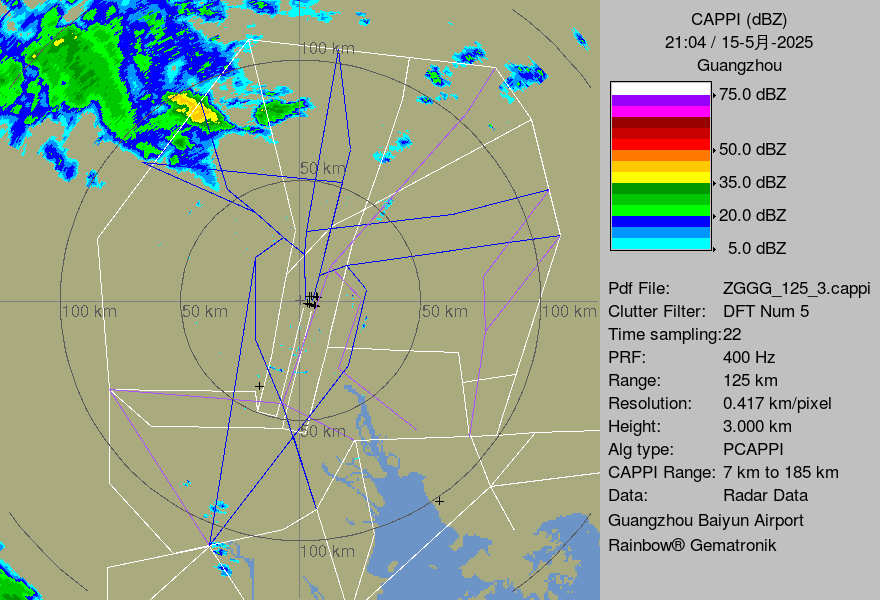 CAPPI (dBZ)
21:04 / 15-5月-2025
Guangzhou
75.0 dBZ
50.0 dBZ
35.0 dBZ
20.0 dBZ
5.0 dBZ
Pdf File: ZGGG_125_3.cappi
Clutter Filter: DFT Num 5
Time sampling:22
PRF: 400 Hz
Range: 125 km
Resolution: 0.417 km/pixel
Height: 3.000 km
Alg type: PCAPPI
CAPPI Range: 7 km to 185 km
Data: Radar Data
Guangzhou Baiyun Airport
Rainbow® Gematronik
100 km
50 km
100 km
50 km
50 km
100 km
50 km
100 km